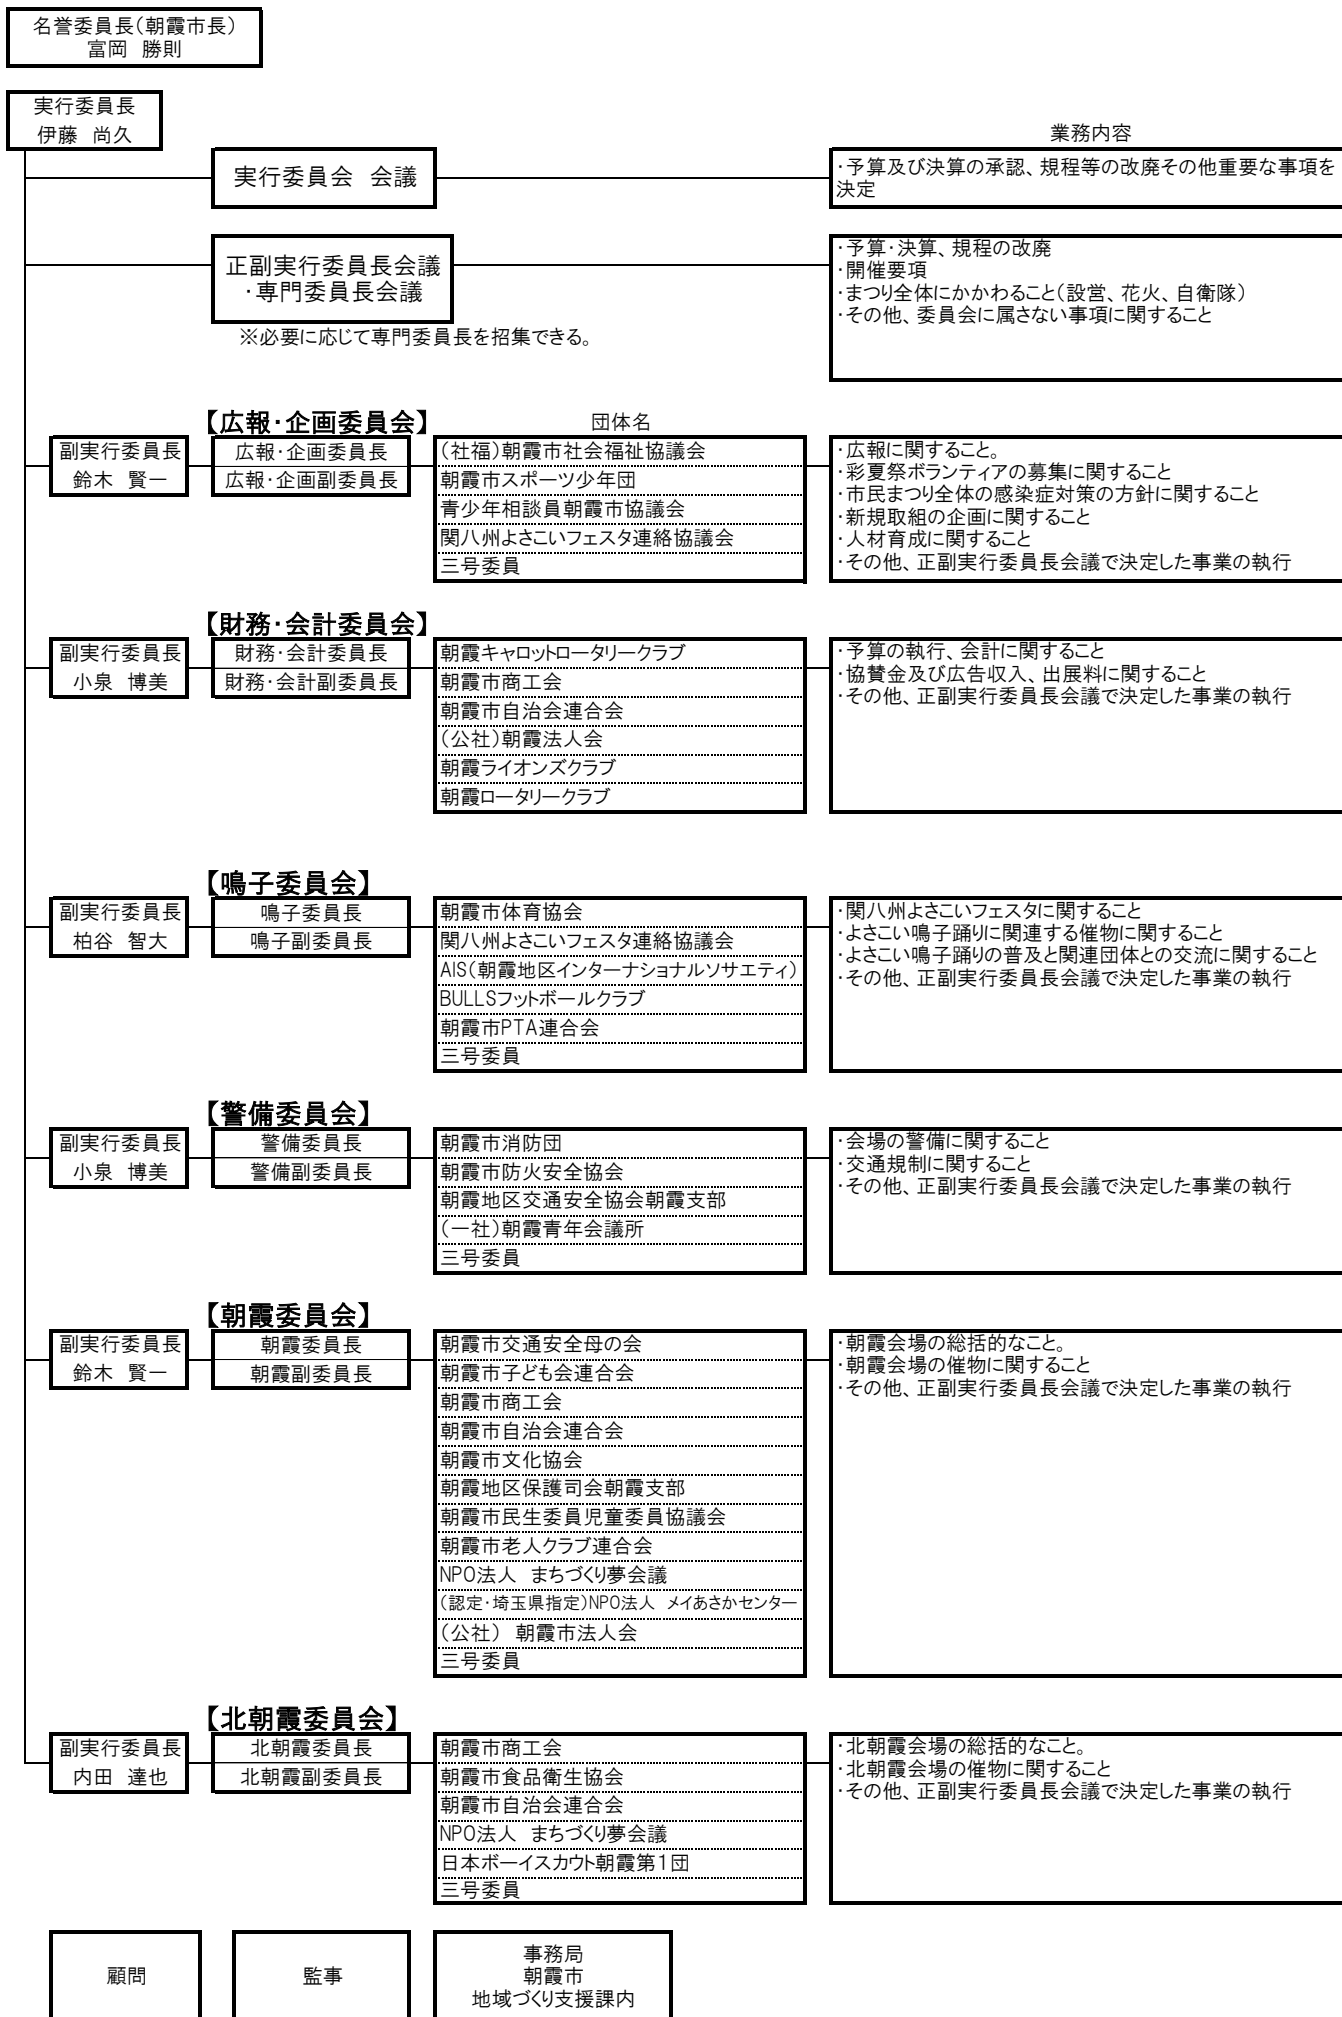 名誉委員長（朝霞市長）
富岡　勝則
実行委員長
伊藤　尚久
業務内容
実行委員会　会議
・予算及び決算の承認、規程等の改廃その他重要な事項を
決定
正副実行委員長会議
・専門委員長会議
※必要に応じて専門委員長を招集できる。
・予算・決算、規程の改廃
・開催要項
・まつり全体にかかわること（設営、花火、自衛隊）
・その他、委員会に属さない事項に関すること
【広報・企画委員会】
団体名
副実行委員長
鈴木　賢一
広報・企画委員長
広報・企画副委員長
（社福）朝霞市社会福祉協議会
朝霞市スポーツ少年団
青少年相談員朝霞市協議会
関八州よさこいフェスタ連絡協議会
三号委員
・広報に関すること。
・彩夏祭ボランティアの募集に関すること
・市民まつり全体の感染症対策の方針に関すること
・新規取組の企画に関すること
・人材育成に関すること
・その他、正副実行委員長会議で決定した事業の執行
【財務・会計委員会】
副実行委員長
小泉　博美
財務・会計委員長
財務・会計副委員長
朝霞キャロットロータリークラブ
朝霞市商工会
朝霞市自治会連合会
（公社）朝霞法人会
朝霞ライオンズクラブ
朝霞ロータリークラブ
・予算の執行、会計に関すること
・協賛金及び広告収入、出展料に関すること
・その他、正副実行委員長会議で決定した事業の執行
【鳴子委員会】
副実行委員長
柏谷　智大
鳴子委員長
鳴子副委員長
朝霞市体育協会
関八州よさこいフェスタ連絡協議会
AIS（朝霞地区インターナショナルソサエティ）
BULLSフットボールクラブ
朝霞市PTA連合会
三号委員
・関八州よさこいフェスタに関すること
・よさこい鳴子踊りに関連する催物に関すること
・よさこい鳴子踊りの普及と関連団体との交流に関すること
・その他、正副実行委員長会議で決定した事業の執行
【警備委員会】
副実行委員長
小泉　博美
警備委員長
警備副委員長
朝霞市消防団
朝霞市防火安全協会
朝霞地区交通安全協会朝霞支部
（一社）朝霞青年会議所
三号委員
・会場の警備に関すること
・交通規制に関すること
・その他、正副実行委員長会議で決定した事業の執行
【朝霞委員会】
副実行委員長
鈴木　賢一
朝霞委員長
朝霞副委員長
朝霞市交通安全母の会
朝霞市子ども会連合会
朝霞市商工会
朝霞市自治会連合会
朝霞市文化協会
朝霞地区保護司会朝霞支部
朝霞市民生委員児童委員協議会
朝霞市老人クラブ連合会
NPO法人　まちづくり夢会議
（認定・埼玉県指定）NPO法人　メイあさかセンター
（公社）　朝霞市法人会
三号委員
・朝霞会場の総括的なこと。
・朝霞会場の催物に関すること
・その他、正副実行委員長会議で決定した事業の執行
【北朝霞委員会】
副実行委員長
内田　達也
北朝霞委員長
北朝霞副委員長
朝霞市商工会
朝霞市食品衛生協会
朝霞市自治会連合会
NPO法人　まちづくり夢会議
日本ボーイスカウト朝霞第1団
三号委員
・北朝霞会場の総括的なこと。
・北朝霞会場の催物に関すること
・その他、正副実行委員長会議で決定した事業の執行
顧問
監事
事務局
朝霞市
地域づくり支援課内